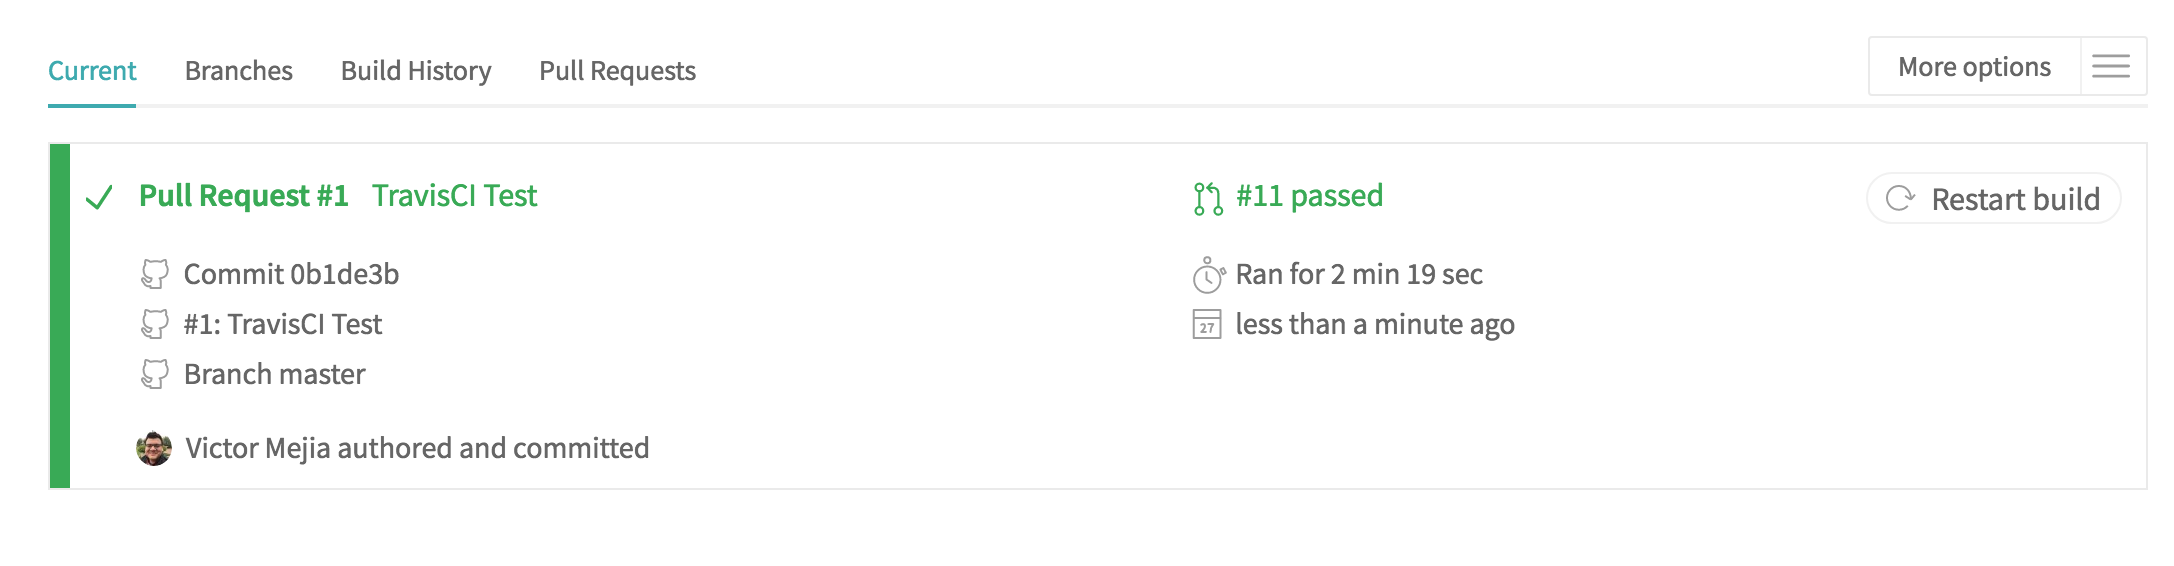 Current Branches Build History Pull Requests More options
Pull Request #1 TravisCI Test #11 passed Restart build
Commit 0b1de3b Ran for 2 min 19 sec
#1: TravisCI Test 27 less than a minute ago
Branch master
Victor Mejia authored and committed